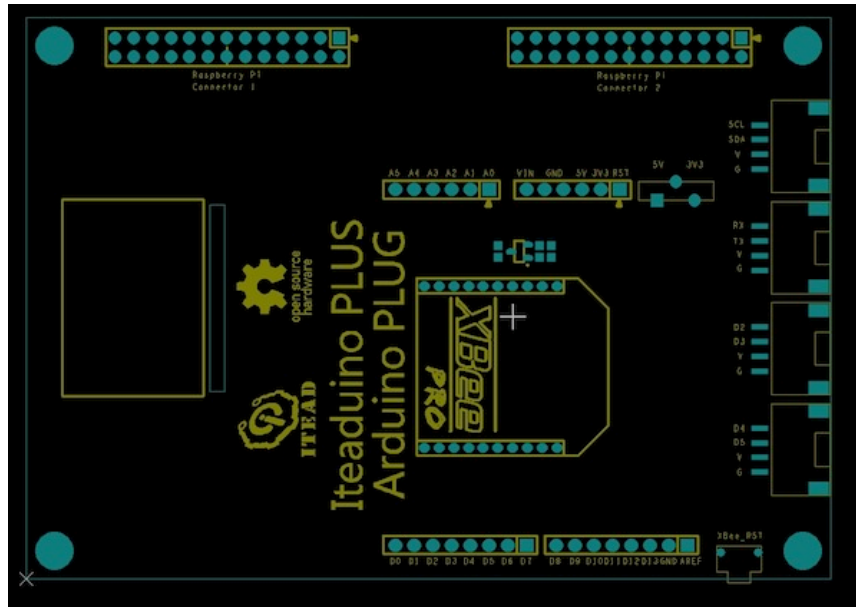 Raspberry PI
Connector 1
Raspberry PI
Connector 2
SCL
SDA
V
G
A5 A4 A3 A2 A1 A0
VIN GND 5V 3V3 RST
5V 3V3
RX
TX
V
G
open source
hardware
Iteaduino PLUS
Arduino PLUG
XBee
PRO
ITEAD
D2
D3
V
G
D4
D5
V
G
XBee_RST
D0 D1 D2 D3 D4 D5 D6 D7
D8 D9 D10 D11 D12 D13 GND AREF